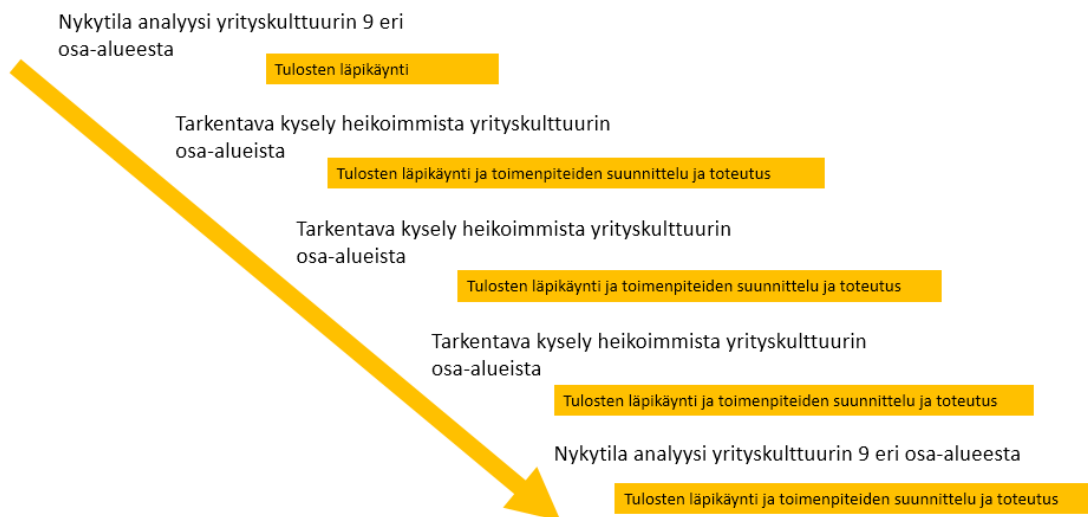 Nykytila analyysi yrityskulttuurin 9 eri
osa-alueesta
Tulosten läpikäynti
Tarkentava kysely heikoimmista yrityskulttuurin
osa-alueista
Tulosten läpikäynti ja toimenpiteiden suunnittelu ja toteutus
Tarkentava kysely heikoimmista yrityskulttuurin
osa-alueista
Tulosten läpikäynti ja toimenpiteiden suunnittelu ja toteutus
Tarkentava kysely heikoimmista yrityskulttuurin
osa-alueista
Tulosten läpikäynti ja toimenpiteiden suunnittelu ja toteutus
Nykytila analyysi yrityskulttuurin 9 eri osa-alueesta
Tulosten läpikäynti ja toimenpiteiden suunnittelu ja toteutus